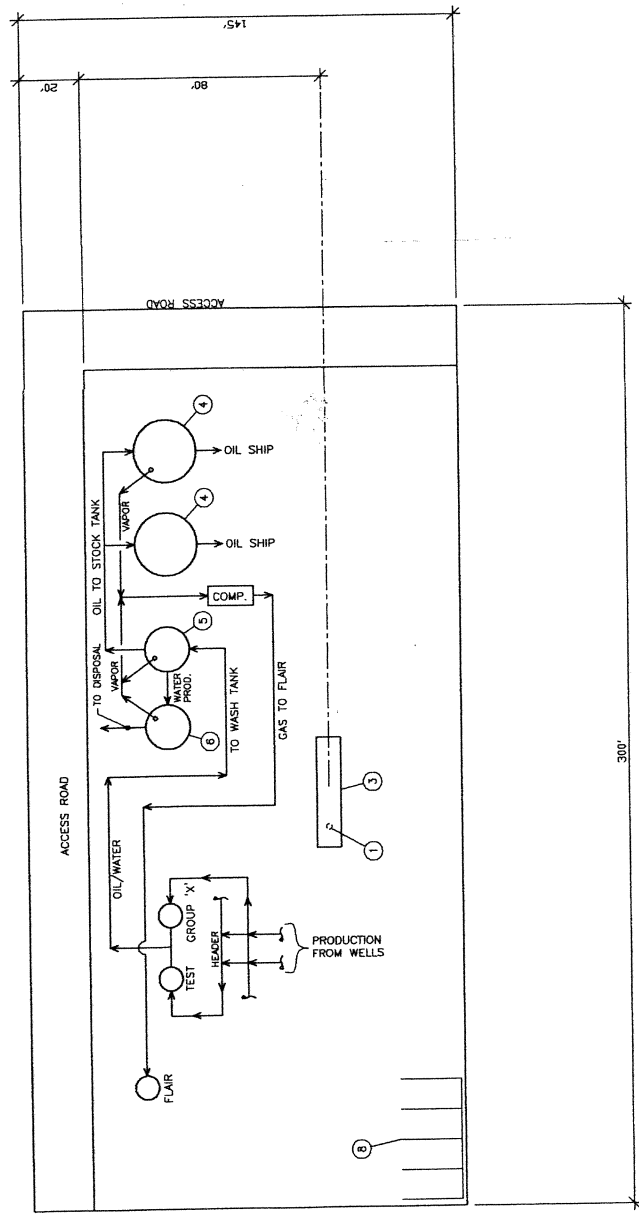 145'
20'
80'
ACCESS ROAD
ACCESS ROAD
OIL TO STOCK TANK
VAPOR
4
OIL SHIP
4
OIL SHIP
COMP.
TO DISPOSAL
VAPOR
5
WATER
PROD.
6
TO WASH TANK
GAS TO FLAIR
OIL/WATER
GROUP 'X'
TEST
HEADER
PRODUCTION
FROM WELLS
FLAIR
3
1
8
300'